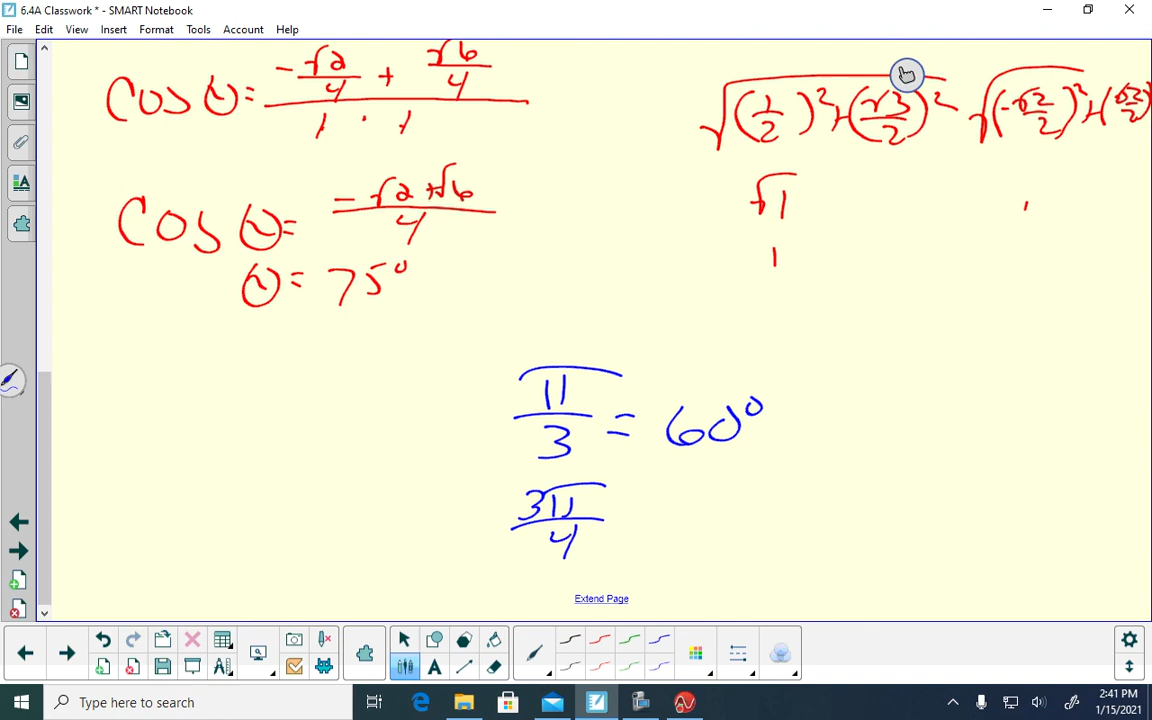 6.4A Classwork * - SMART Notebook
File Edit View Insert Format Tools Account Help
cos θ = (-√2/4 + √6/4)/(1 · 1)
√((1/2)² + (√3/2)²) √((-√2/2)² + (√2/2)
√1
1 1
cos θ = (-√2 + √6)/4
θ = 75°
π/3 = 60°
3π/4
Extend Page
Type here to search
2:41 PM
1/15/2021